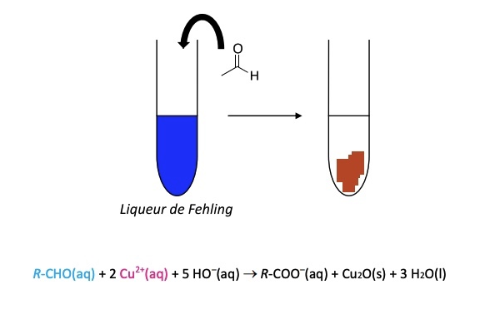 O
H
Liqueur de Fehling
R-CHO(aq) + 2 Cu²⁺(aq) + 5 HO⁻(aq) → R-COO⁻(aq) + Cu₂O(s) + 3 H₂O(l)